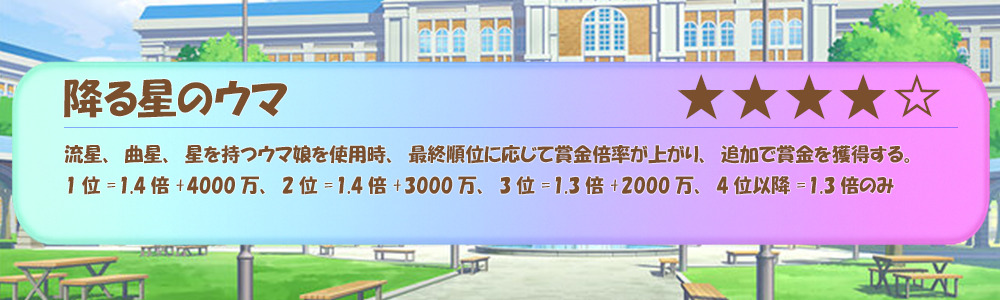 降る星のウマ ★★★★☆
流星、曲星、星を持つウマ娘を使用時、最終順位に応じて賞金倍率が上がり、追加で賞金を獲得する。
1位=1.4倍+4000万、2位=1.4倍+3000万、3位=1.3倍+2000万、4位以降=1.3倍のみ